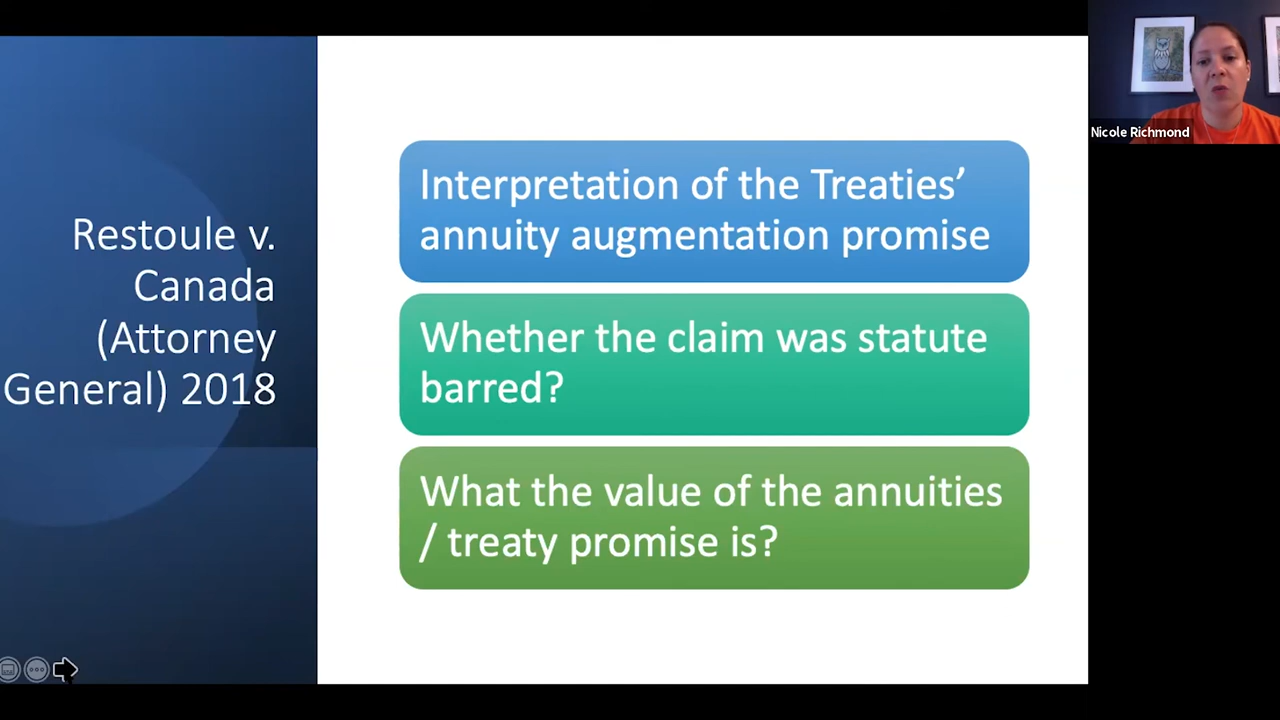 Restoule v.
Canada
(Attorney
General) 2018
Interpretation of the Treaties’
annuity augmentation promise
Whether the claim was statute
barred?
What the value of the annuities
/ treaty promise is?
Nicole Richmond